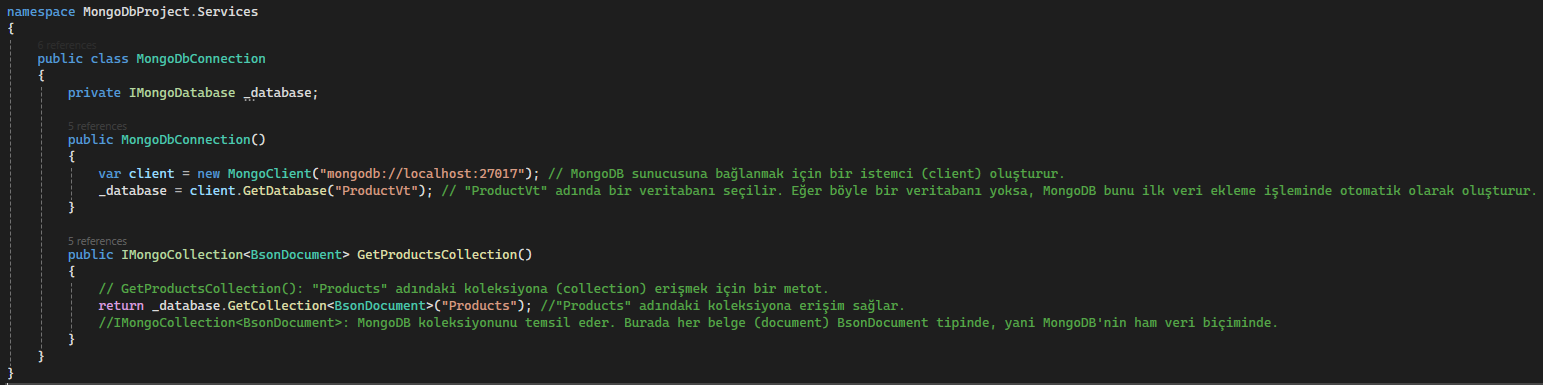 namespace MongoDbProject.Services
{
6 references
public class MongoDbConnection
{
private IMongoDatabase _database;
5 references
public MongoDbConnection()
{
var client = new MongoClient("mongodb://localhost:27017"); // MongoDB sunucusuna bağlanmak için bir istemci (client) oluşturur.
_database = client.GetDatabase("ProductVt"); // "ProductVt" adında bir veritabanı seçilir. Eğer böyle bir veritabanı yoksa, MongoDB bunu ilk veri ekleme işleminde otomatik olarak oluşturur.
}
5 references
public IMongoCollection<BsonDocument> GetProductsCollection()
{
// GetProductsCollection(): "Products" adındaki koleksiyona (collection) erişmek için bir metot.
return _database.GetCollection<BsonDocument>("Products"); //"Products" adındaki koleksiyona erişim sağlar.
//IMongoCollection<BsonDocument>: MongoDB koleksiyonunu temsil eder. Burada her belge (document) BsonDocument tipinde, yani MongoDB'nin ham veri biçiminde.
}
}
}